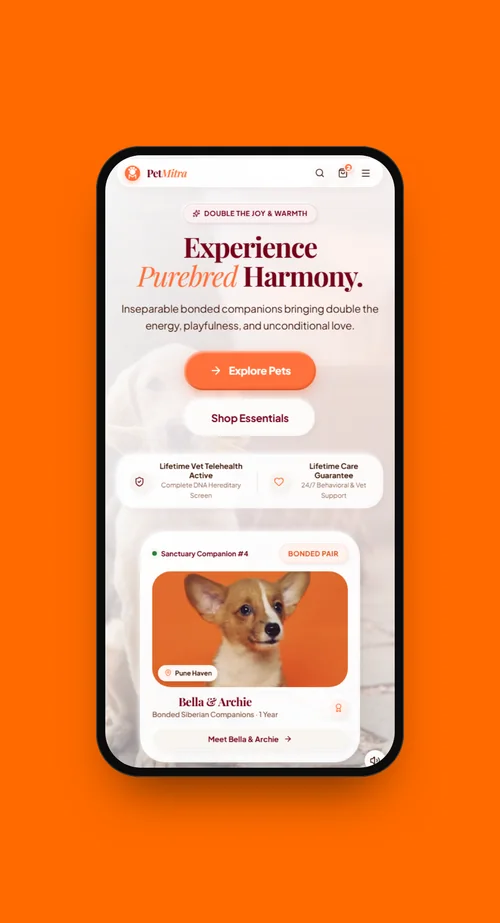 PetMitra
2
DOUBLE THE JOY & WARMTH
Experience
Purebred Harmony.
Inseparable bonded companions bringing double the
energy, playfulness, and unconditional love.
Explore Pets
Shop Essentials
Lifetime Vet Telehealth
Active
Complete DNA Hereditary
Screen
Lifetime Care
Guarantee
24/7 Behavioral & Vet
Support
Sanctuary Companion #4
BONDED PAIR
Pune Haven
Bella & Archie
Bonded Siberian Companions · 1 Year
Meet Bella & Archie